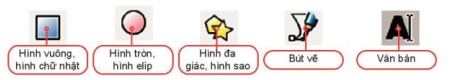 Hình vuông,
hình chữ nhật
Hình tròn,
hình elip
Hình đa
giác, hình sao
Bút vẽ
A
Văn bản